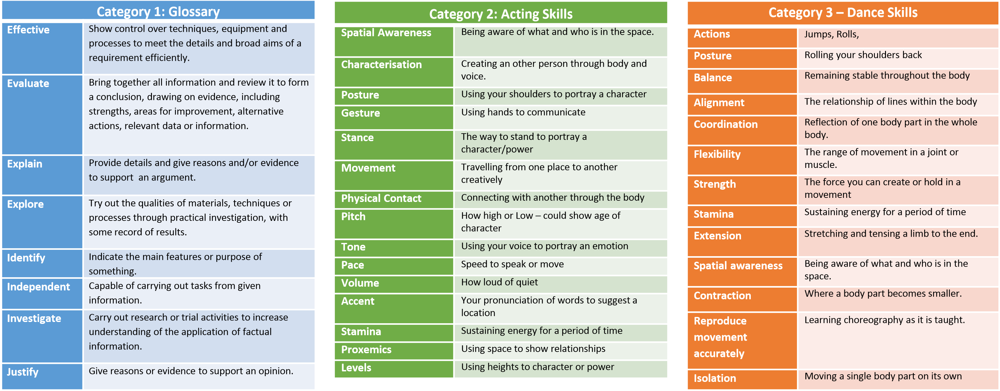 Category 1: Glossary
Effective
Show control over techniques, equipment and
processes to meet the details and broad aims of a
requirement efficiently.
Evaluate
Bring together all information and review it to form
a conclusion, drawing on evidence, including
strengths, areas for improvement, alternative
actions, relevant data or information.
Explain
Provide details and give reasons and/or evidence
to support  an argument.
Explore
Try out the qualities of materials, techniques or
processes through practical investigation, with
some record of results.
Identify
Indicate the main features or purpose of
something.
Independent
Capable of carrying out tasks from given
information.
Investigate
Carry out research or trial activities to increase
understanding of the application of factual
information.
Justify
Give reasons or evidence to support an opinion.
Category 2: Acting Skills
Spatial Awareness
Being aware of what and who is in the space.
Characterisation
Creating an other person through body and
voice.
Posture
Using your shoulders to portray a character
Gesture
Using hands to communicate
Stance
The way to stand to portray a
character/power
Movement
Travelling from one place to another
creatively
Physical Contact
Connecting with another through the body
Pitch
How high or Low – could show age of
character
Tone
Using your voice to portray an emotion
Pace
Speed to speak or move
Volume
How loud of quiet
Accent
Your pronunciation of words to suggest a
location
Stamina
Sustaining energy for a period of time
Proxemics
Using space to show relationships
Levels
Using heights to character or power
Category 3 – Dance Skills
Actions
Jumps, Rolls,
Posture
Rolling your shoulders back
Balance
Remaining stable throughout the body
Alignment
The relationship of lines within the body
Coordination
Reflection of one body part in the whole
body.
Flexibility
The range of movement in a joint or
muscle.
Strength
The force you can create or hold in a
movement
Stamina
Sustaining energy for a period of time
Extension
Stretching and tensing a limb to the end.
Spatial awareness
Being aware of what and who is in the
space.
Contraction
Where a body part becomes smaller.
Reproduce
movement
accurately
Learning choreography as it is taught.
Isolation
Moving a single body part on its own